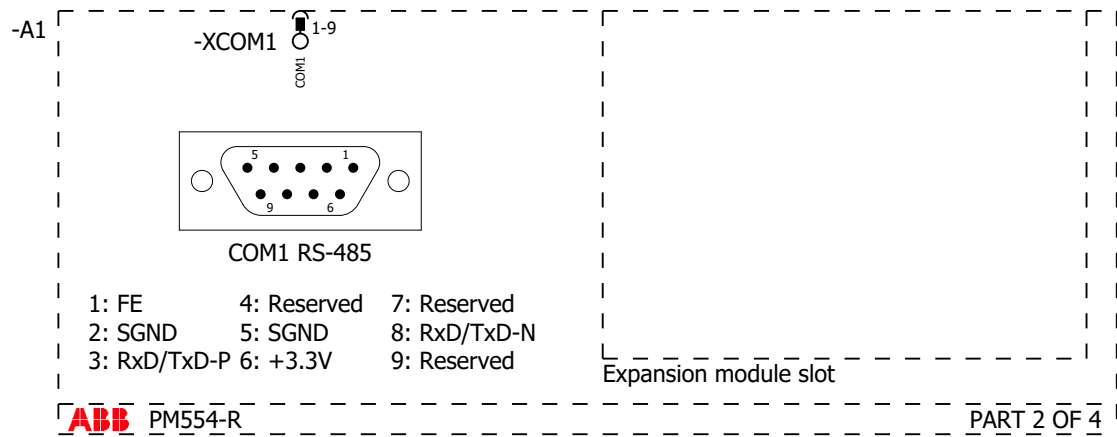 -A1
-XCOM1
1-9
COM1
5 1
9 6
COM1 RS-485
1: FE 4: Reserved 7: Reserved
2: SGND 5: SGND 8: RxD/TxD-N
3: RxD/TxD-P 6: +3.3V 9: Reserved
Expansion module slot
ABB PM554-R PART 2 OF 4